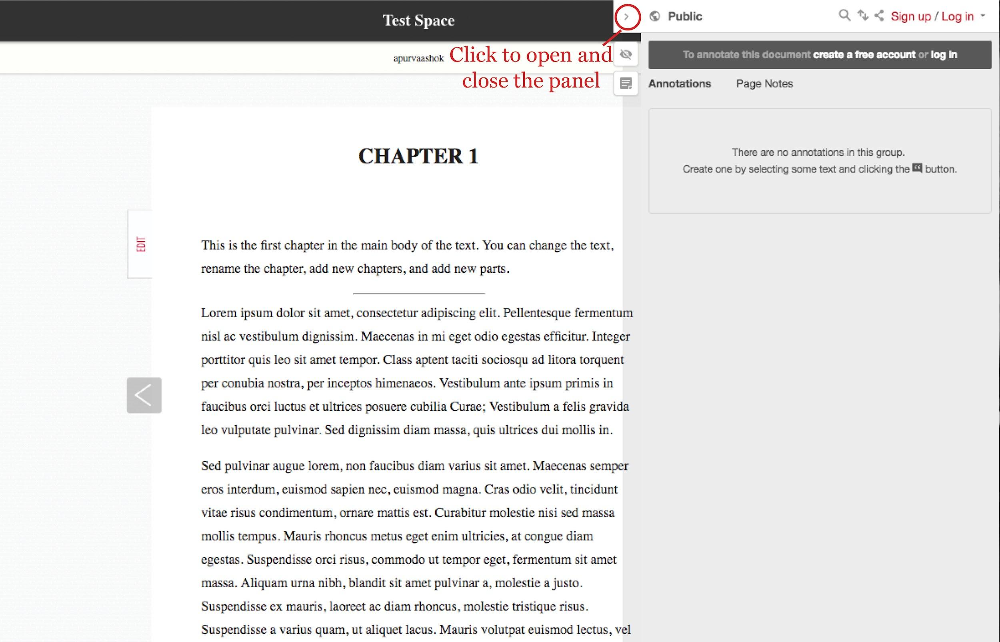 Test Space
Public
Sign up / Log in
apurvaashok
Click to open and
close the panel
To annotate this document create a free account or log in
Annotations
Page Notes
There are no annotations in this group.
Create one by selecting some text and clicking the button.
CHAPTER 1
EDIT
This is the first chapter in the main body of the text. You can change the text,
rename the chapter, add new chapters, and add new parts.
Lorem ipsum dolor sit amet, consectetur adipiscing elit. Pellentesque fermentum
nisl ac vestibulum dignissim. Maecenas in mi eget odio egestas efficitur. Integer
porttitor quis leo sit amet tempor. Class aptent taciti sociosqu ad litora torquent
per conubia nostra, per inceptos himenaeos. Vestibulum ante ipsum primis in
faucibus orci luctus et ultrices posuere cubilia Curae; Vestibulum a felis gravida
leo vulputate pulvinar. Sed dignissim diam massa, quis ultrices dui mollis in.
Sed pulvinar augue lorem, non faucibus diam varius sit amet. Maecenas semper
eros interdum, euismod sapien nec, euismod magna. Cras odio velit, tincidunt
vitae risus condimentum, ornare mattis est. Curabitur molestie nisi sed massa
mollis tempus. Mauris rhoncus metus eget enim ultricies, at congue diam
egestas. Suspendisse orci risus, commodo ut tempor eget, fermentum sit amet
massa. Aliquam urna nibh, blandit sit amet pulvinar a, molestie a justo.
Suspendisse ex mauris, laoreet ac diam rhoncus, molestie tristique risus.
Suspendisse a varius quam, ut aliquet lacus. Mauris volutpat euismod lectus, vel